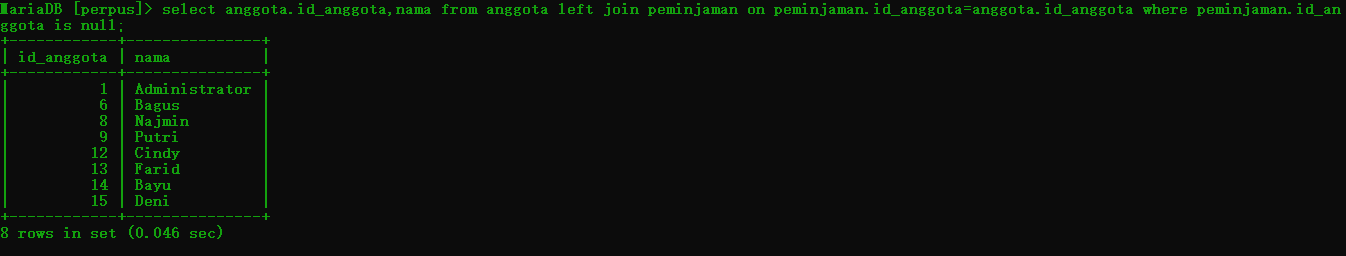 MariaDB [perpus]> select anggota.id_anggota,nama from anggota left join peminjaman on peminjaman.id_anggota=anggota.id_anggota where peminjaman.id_an
ggota is null;
+------------+---------------+
| id_anggota | nama          |
+------------+---------------+
|          1 | Administrator |
|          6 | Bagus         |
|          8 | Najmin        |
|          9 | Putri         |
|         12 | Cindy         |
|         13 | Farid         |
|         14 | Bayu          |
|         15 | Deni          |
+------------+---------------+
8 rows in set (0.046 sec)